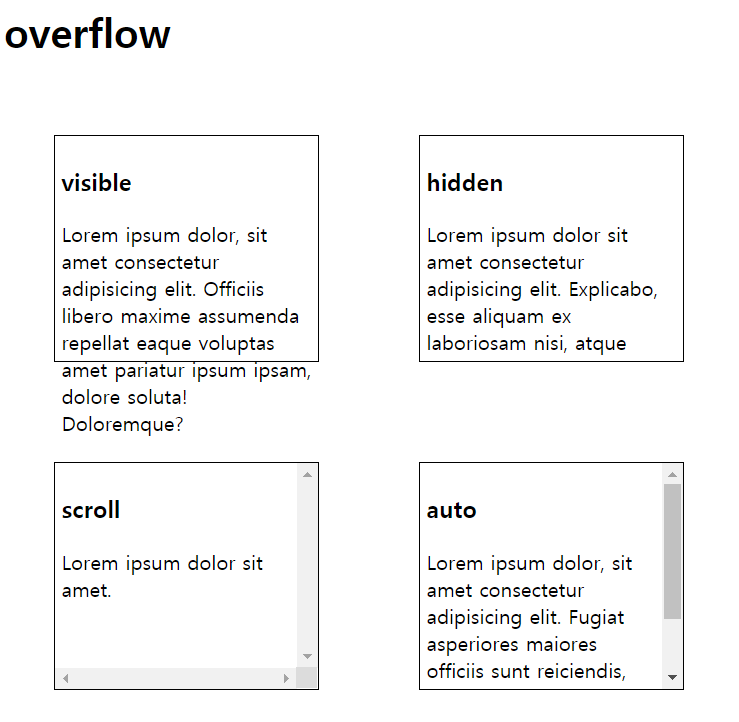 overflow
visible
Lorem ipsum dolor, sit
amet consectetur
adipisicing elit. Officiis
libero maxime assumenda
repellat eaque voluptas
amet pariatur ipsum ipsam,
dolore soluta!
Doloremque?
hidden
Lorem ipsum dolor sit
amet consectetur
adipisicing elit. Explicabo,
esse aliquam ex
laboriosam nisi, atque
scroll
Lorem ipsum dolor sit
amet.
auto
Lorem ipsum dolor, sit
amet consectetur
adipisicing elit. Fugiat
asperiores maiores
officiis sunt reiciendis,